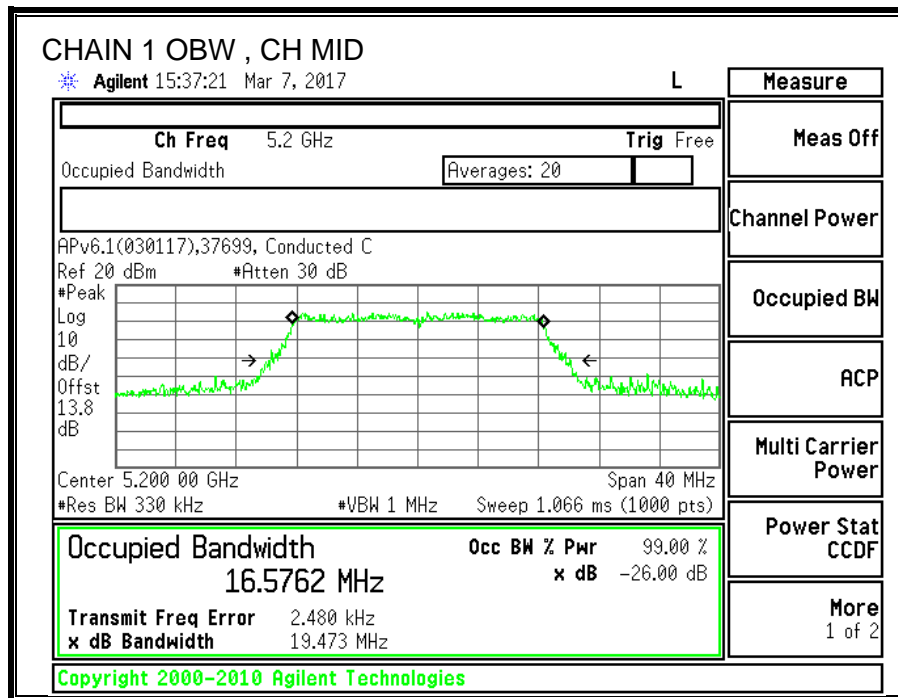 CHAIN 1 OBW , CH MID
Agilent 15:37:21 Mar 7, 2017 L
Measure
Ch Freq 5.2 GHz Trig Free
Meas Off
Occupied Bandwidth Averages: 20
Channel Power
APv6.1(030117),37699, Conducted C
Ref 20 dBm #Atten 30 dB
#Peak
Log
10
dB/
Offst
13.8
dB
Occupied BW
ACP
Multi Carrier
Power
Center 5.200 00 GHz Span 40 MHz
#Res BW 330 kHz #VBW 1 MHz Sweep 1.066 ms (1000 pts)
Power Stat
CCDF
Occupied Bandwidth Occ BW % Pwr 99.00 %
16.5762 MHz x dB -26.00 dB
Transmit Freq Error 2.480 kHz
x dB Bandwidth 19.473 MHz
More
1 of 2
Copyright 2000-2010 Agilent Technologies